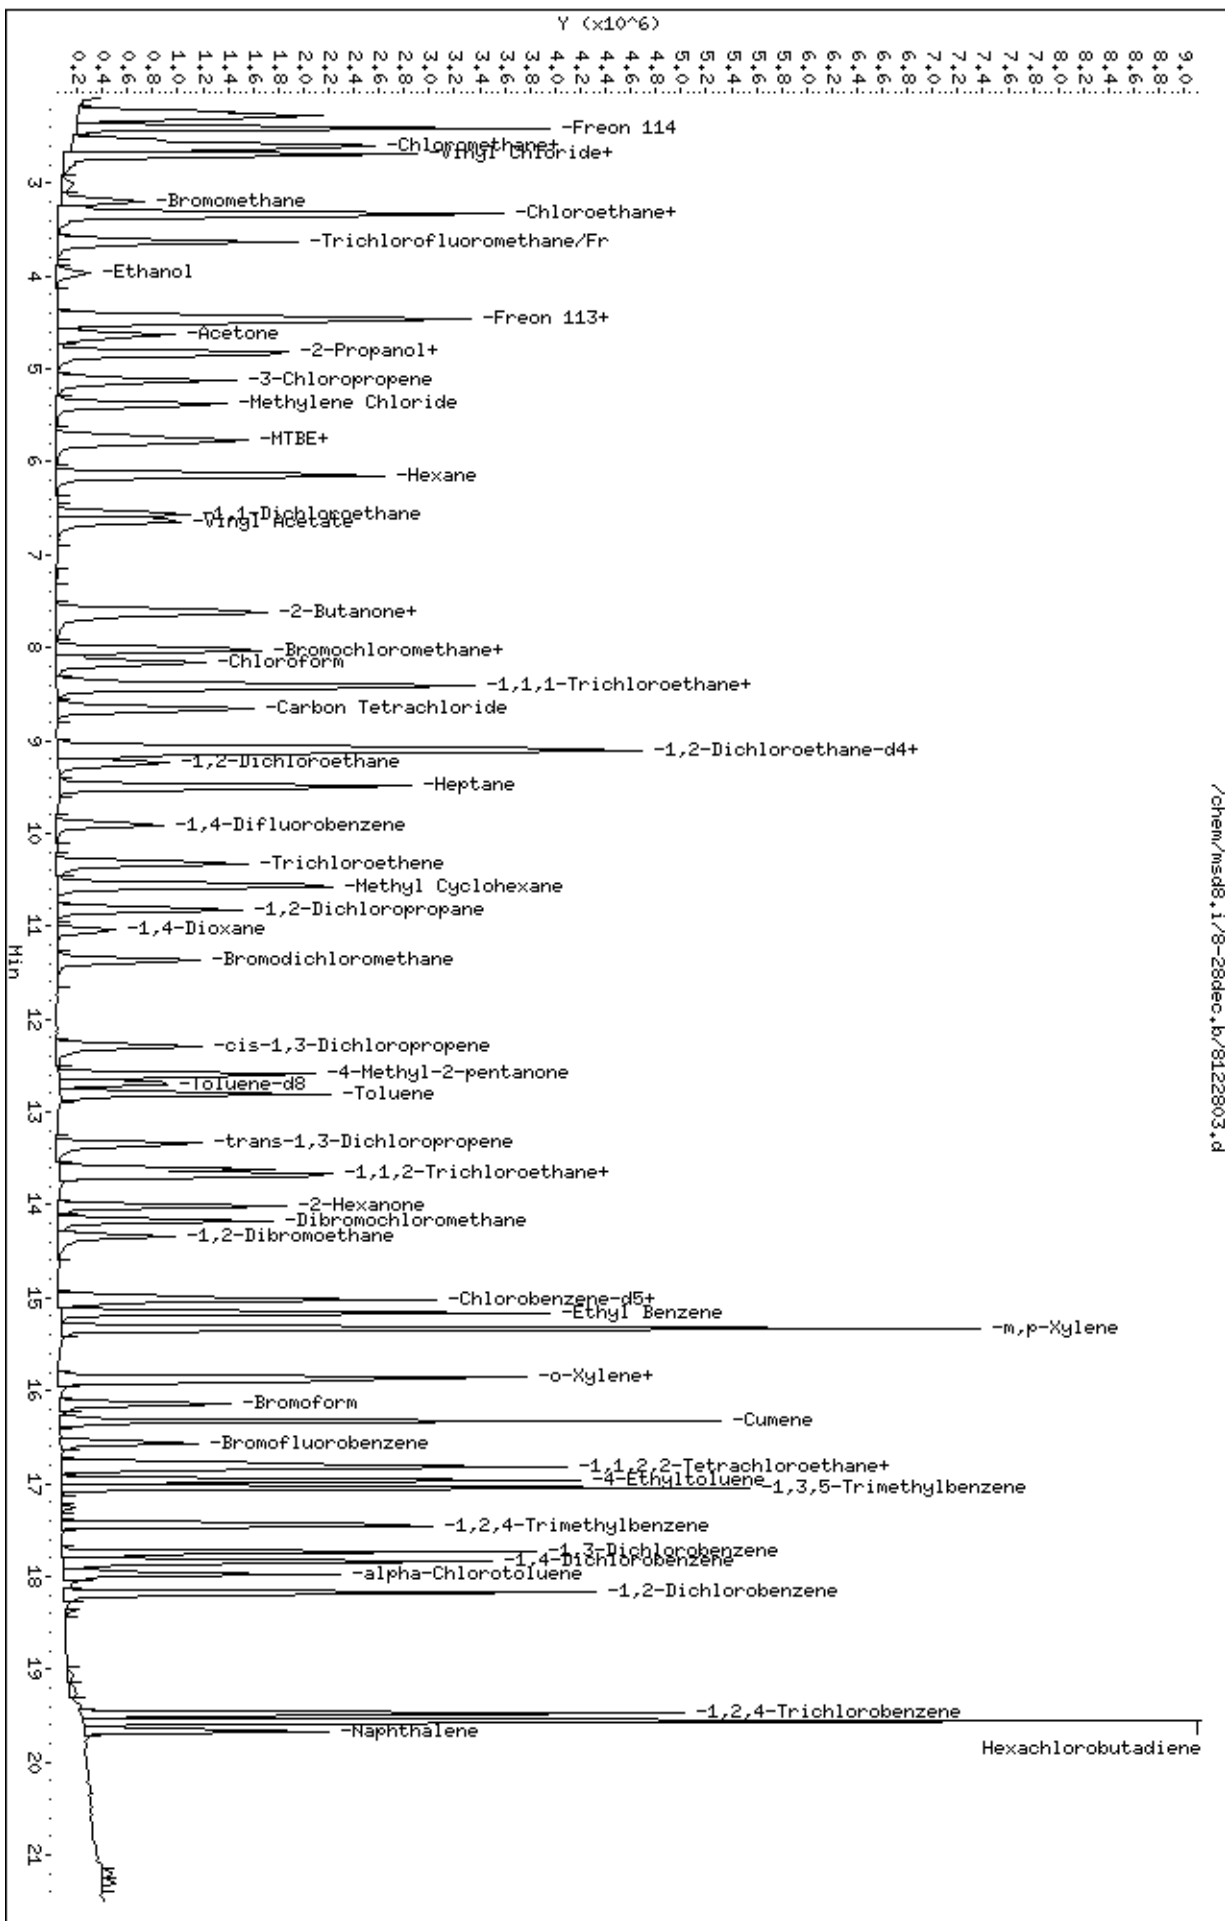 Y (x10^6)
0.2
0.4
0.6
0.8
1.0
1.2
1.4
1.6
1.8
2.0
2.2
2.4
2.6
2.8
3.0
3.2
3.4
3.6
3.8
4.0
4.2
4.4
4.6
4.8
5.0
5.2
5.4
5.6
5.8
6.0
6.2
6.4
6.6
6.8
7.0
7.2
7.4
7.6
7.8
8.0
8.2
8.4
8.6
8.8
9.0
-Freon 114
-Chloromethane+
-Vinyl Chloride+
3
-Bromomethane
-Chloroethane+
-Trichlorofluoromethane/Fr
4
-Ethanol
-Freon 113+
-Acetone
-2-Propanol+
5
-3-Chloropropene
-Methylene Chloride
-MTBE+
6
-Hexane
-1,1-Dichloroethane
-Vinyl Acetate
7
-2-Butanone+
8
-Bromochloromethane+
-Chloroform
-1,1,1-Trichloroethane+
-Carbon Tetrachloride
9
-1,2-Dichloroethane-d4+
-1,2-Dichloroethane
-Heptane
-1,4-Difluorobenzene
10
-Trichloroethene
-Methyl Cyclohexane
-1,2-Dichloropropane
11
-1,4-Dioxane
-Bromodichloromethane
Min
12
-cis-1,3-Dichloropropene
-4-Methyl-2-pentanone
-Toluene-d8
-Toluene
13
-trans-1,3-Dichloropropene
-1,1,2-Trichloroethane+
14
-2-Hexanone
-Dibromochloromethane
-1,2-Dibromoethane
15
-Chlorobenzene-d5+
-Ethyl Benzene
-m,p-Xylene
-o-Xylene+
16
-Bromoform
-Cumene
-Bromofluorobenzene
-1,1,2,2-Tetrachloroethane+
-4-Ethyltoluene
17
-1,3,5-Trimethylbenzene
-1,2,4-Trimethylbenzene
-1,3-Dichlorobenzene
-1,4-Dichlorobenzene
-alpha-Chlorotoluene
18
-1,2-Dichlorobenzene
19
-1,2,4-Trichlorobenzene
-Naphthalene
Hexachlorobutadiene
20
21
/chem/msd8.i/8-28dec.b/8122803.d